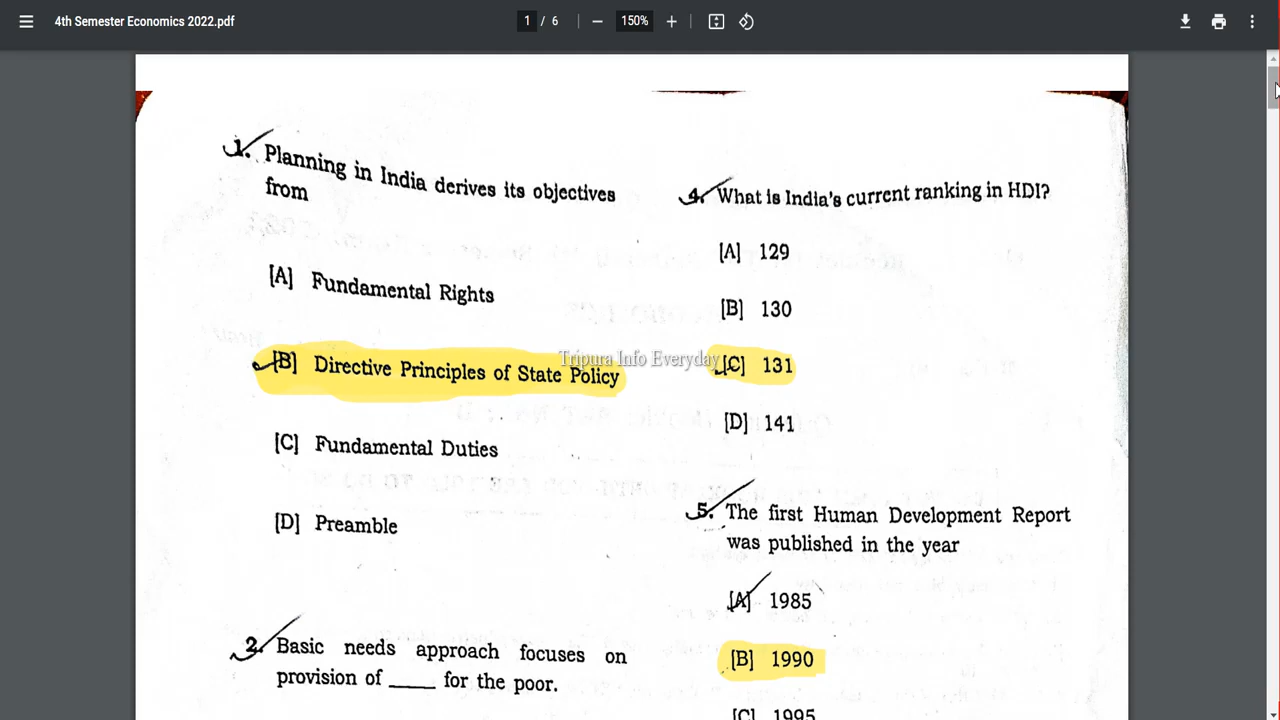 4th Semester Economics 2022.pdf
1 / 6
150%
1. Planning in India derives its objectives
from
[A] Fundamental Rights
[B] Directive Principles of State Policy
[C] Fundamental Duties
[D] Preamble
2. Basic needs approach focuses on
provision of ____ for the poor.
4. What is India's current ranking in HDI?
[A] 129
[B] 130
[C] 131
[D] 141
5. The first Human Development Report
was published in the year
[A] 1985
[B] 1990
[C] 1995
Tripura Info Everyday